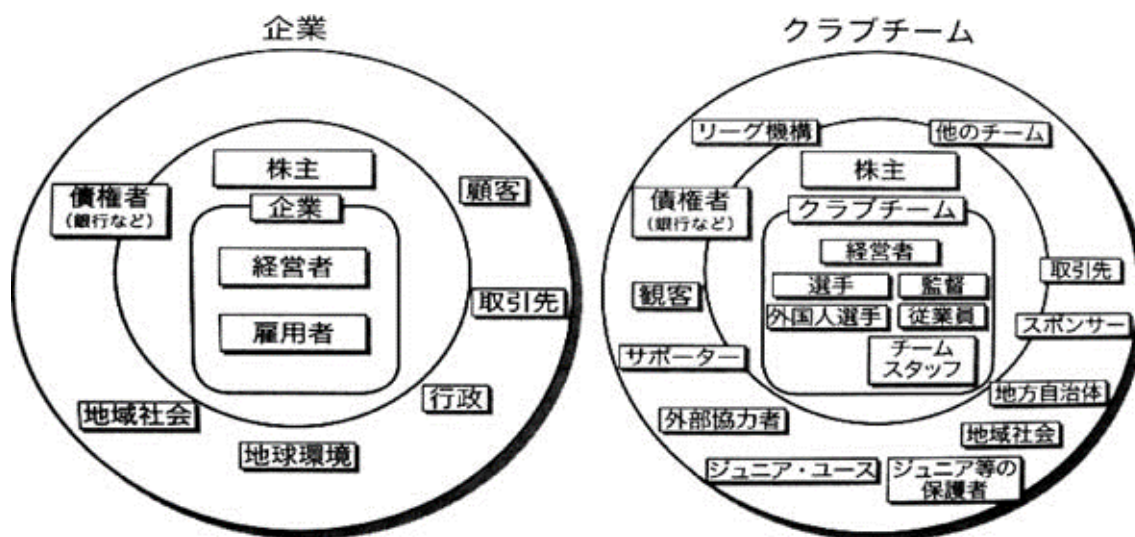 企業
株主
企業
債権者
(銀行など)
顧客
経営者
取引先
雇用者
行政
地域社会
地球環境
クラブチーム
リーグ機構
他のチーム
株主
債権者
(銀行など)
クラブチーム
経営者
取引先
選手
監督
観客
外国人選手
従業員
スポンサー
サポーター
チーム
スタッフ
地方自治体
外部協力者
地域社会
ジュニア・ユース
ジュニア等の
保護者